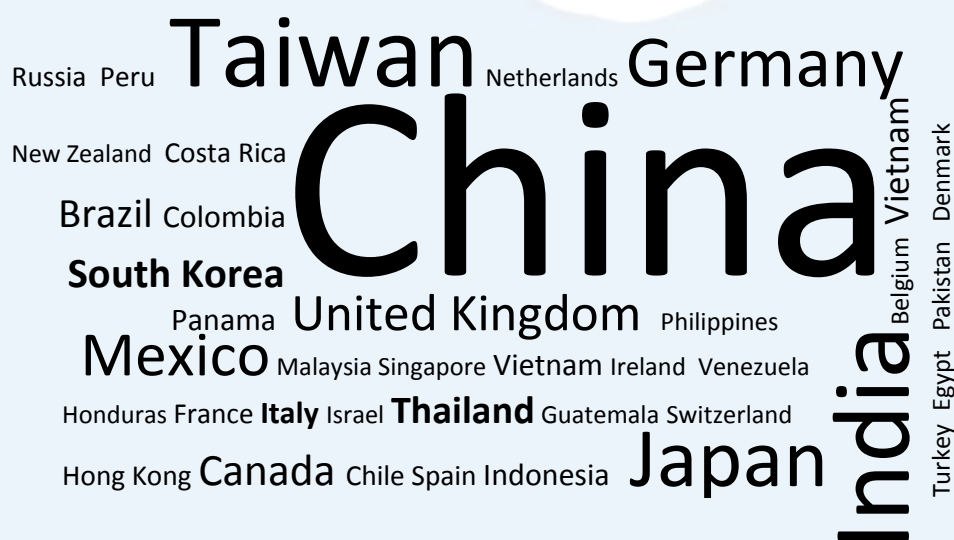 Russia Peru Taiwan Netherlands Germany
China
New Zealand Costa Rica
Brazil Colombia
South Korea
Panama United Kingdom Philippines
Mexico Malaysia Singapore Vietnam Ireland Venezuela
Honduras France Italy Israel Thailand Guatemala Switzerland
Hong Kong Canada Chile Spain Indonesia Japan
India
Belgium Vietnam
Turkey Egypt Pakistan Denmark